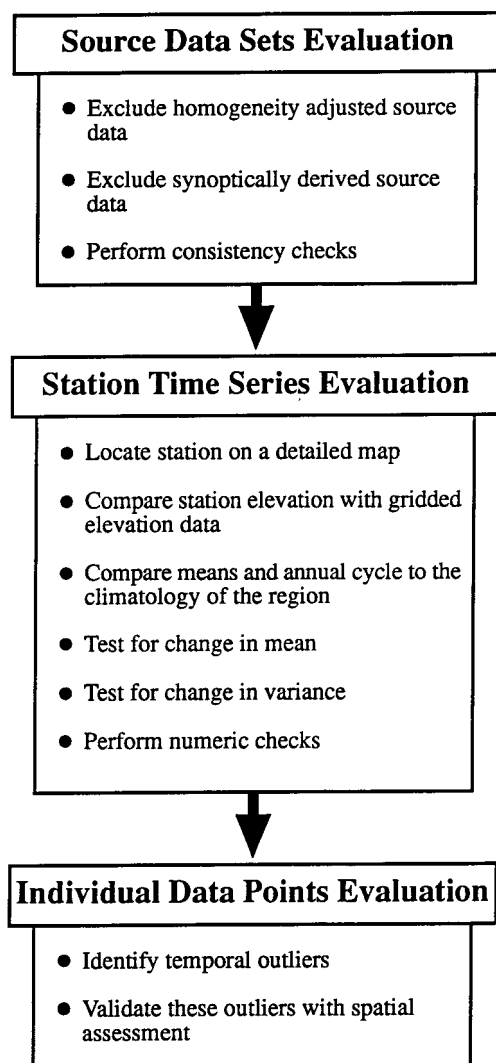 Source Data Sets Evaluation
● Exclude homogeneity adjusted source
data
● Exclude synoptically derived source
data
● Perform consistency checks
Station Time Series Evaluation
● Locate station on a detailed map
● Compare station elevation with gridded
elevation data
● Compare means and annual cycle to the
climatology of the region
● Test for change in mean
● Test for change in variance
● Perform numeric checks
Individual Data Points Evaluation
● Identify temporal outliers
● Validate these outliers with spatial
assessment